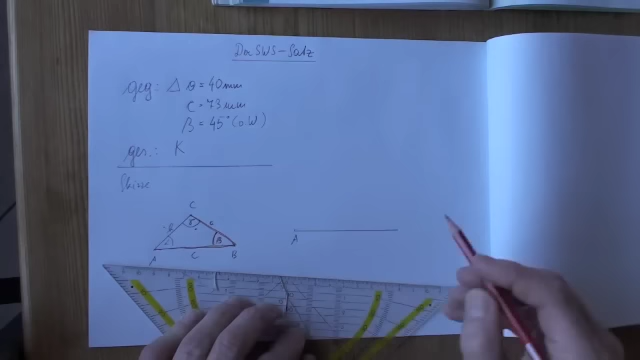 Der SWS-Satz
geg: △ a = 40mm
c = 73mm
β = 45° (o.W)
ges.: K
Skizze
C
b γ a
α β
A c B
A